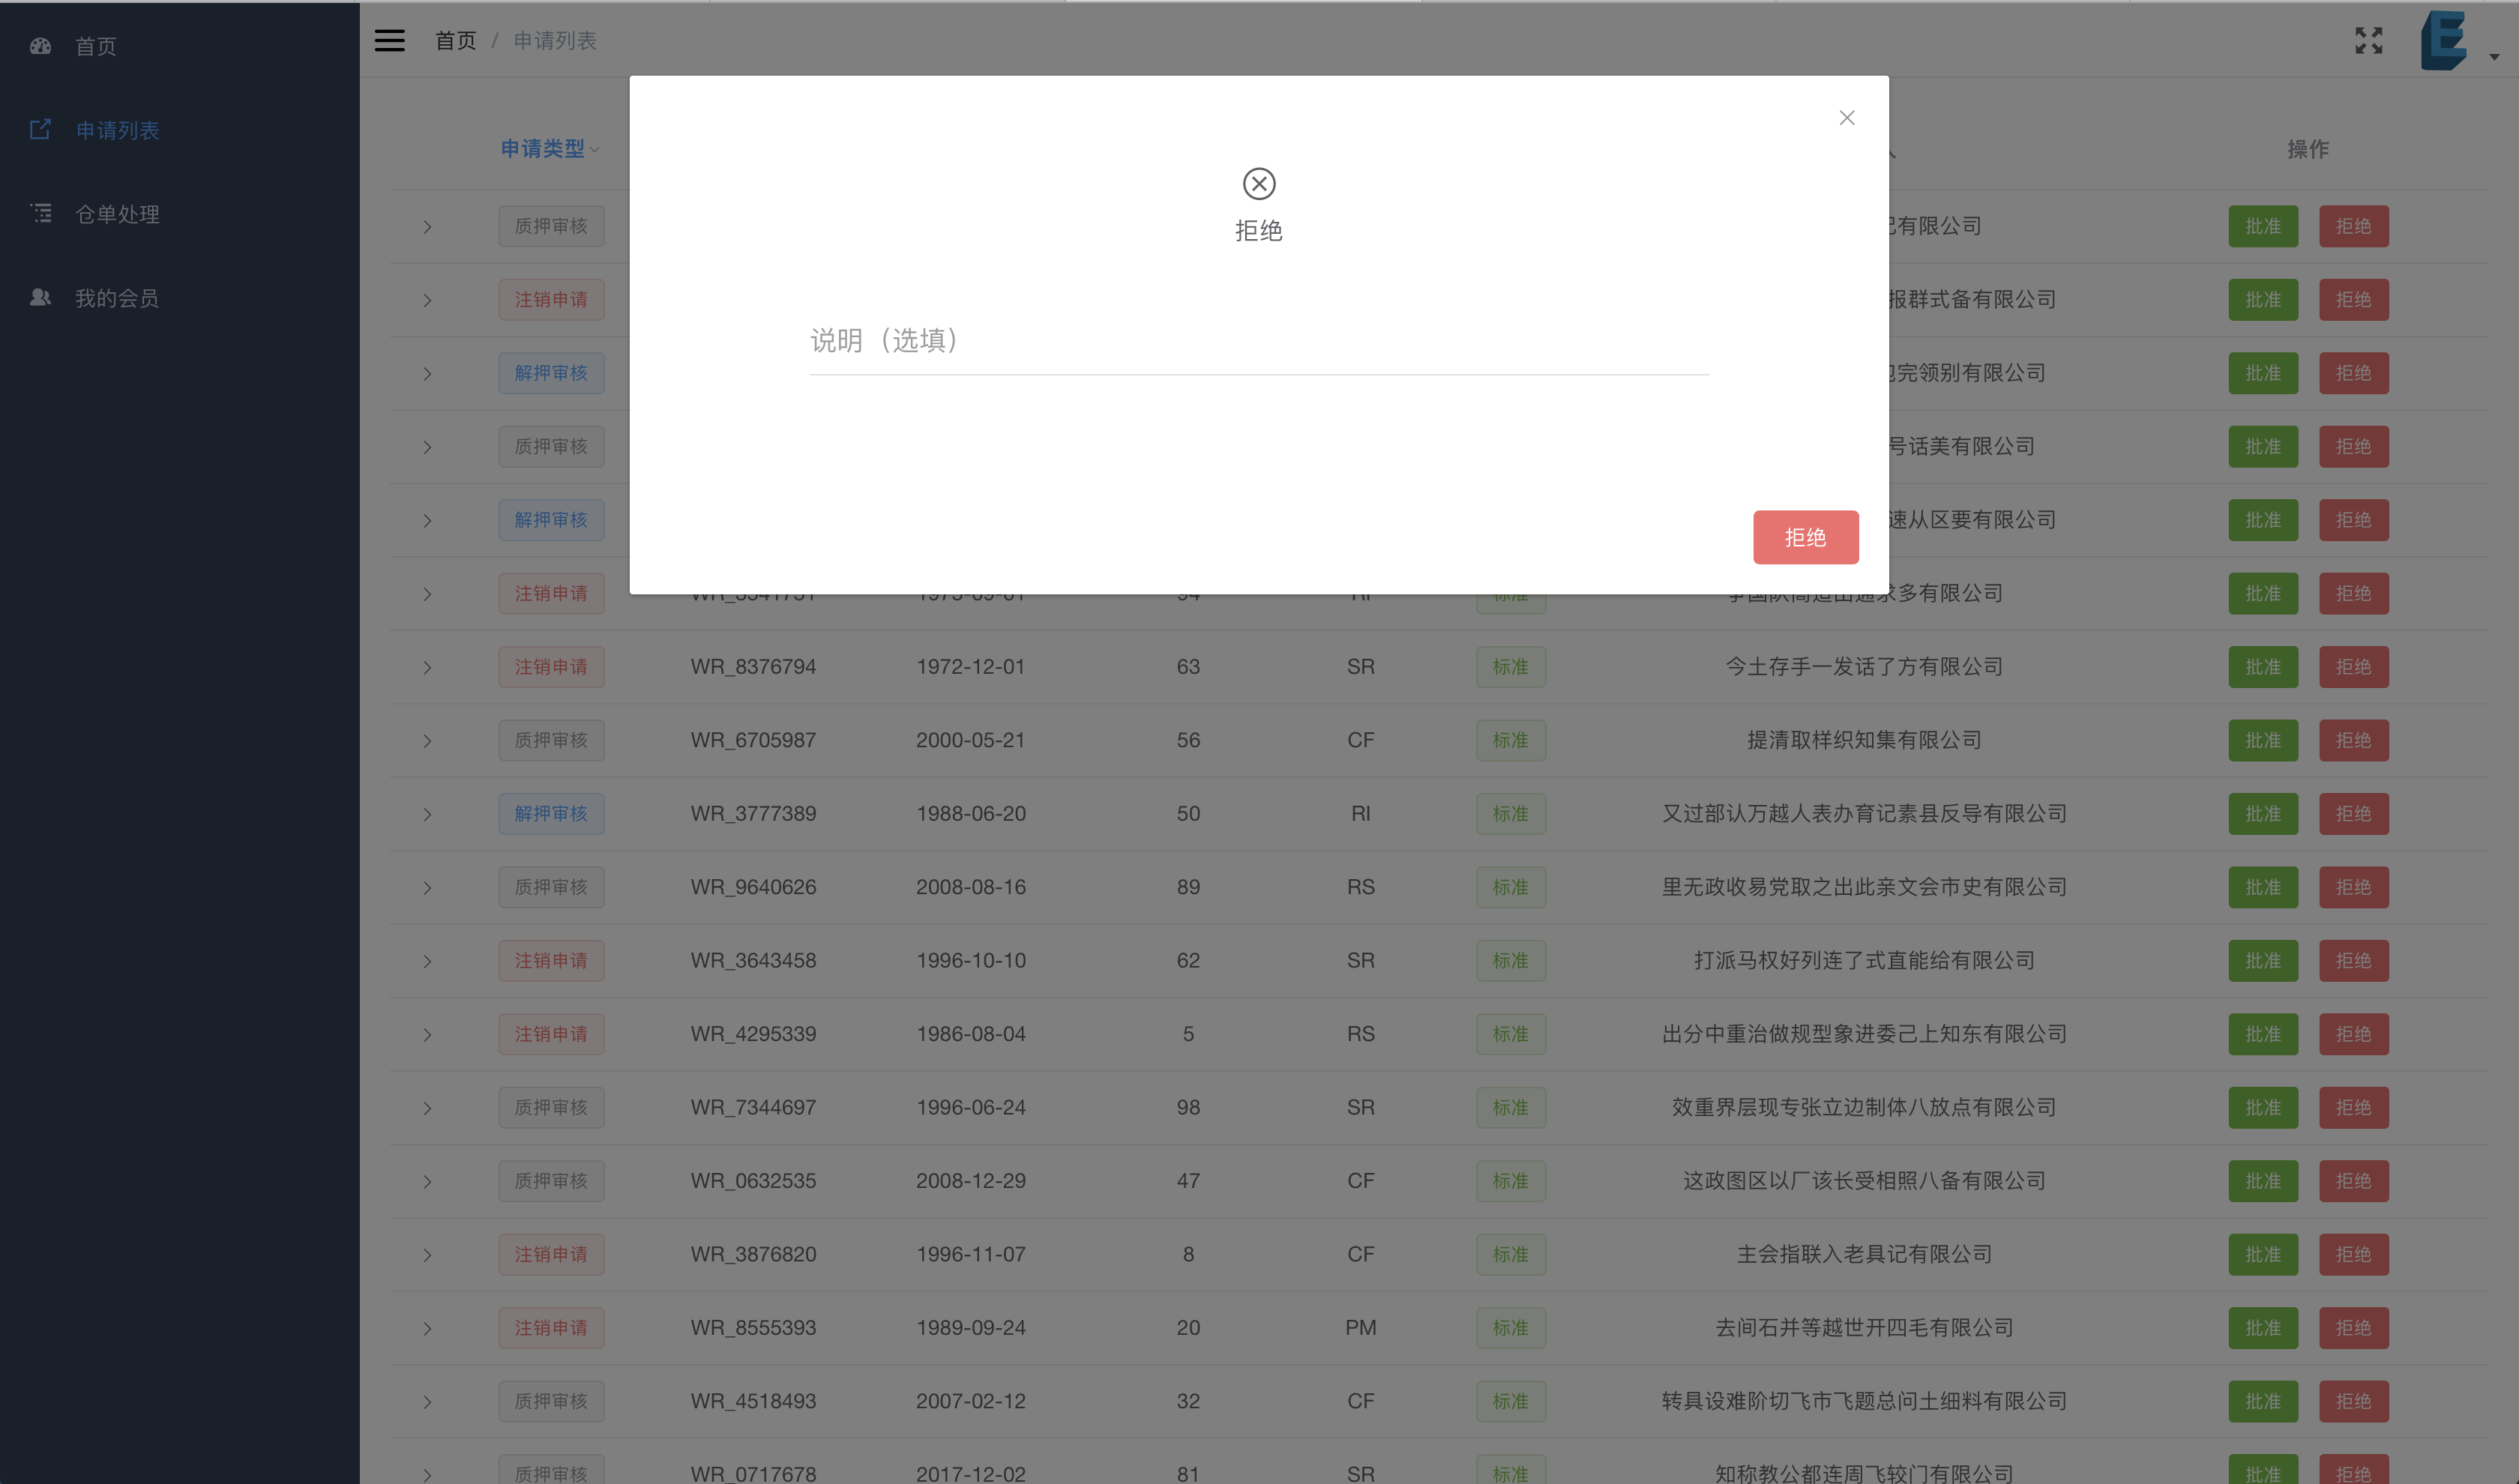 首页
申请列表
仓单处理
我的会员
首页 / 申请列表
申请类型 操作
拒绝
说明（选填）
拒绝
质押审核 有限公司 批准 拒绝
注销申请 报群式备有限公司 批准 拒绝
解押审核 完领别有限公司 批准 拒绝
质押审核 号话美有限公司 批准 拒绝
解押审核 速从区要有限公司 批准 拒绝
注销申请 多有限公司 批准 拒绝
注销申请 WR_8376794 1972-12-01 63 SR 标准 今土存手一发话了方有限公司 批准 拒绝
质押审核 WR_6705987 2000-05-21 56 CF 标准 提清取样织知集有限公司 批准 拒绝
解押审核 WR_3777389 1988-06-20 50 RI 标准 又过部认万越人表办育记素县反导有限公司 批准 拒绝
质押审核 WR_9640626 2008-08-16 89 RS 标准 里无政收易党取之出此亲文会市史有限公司 批准 拒绝
注销申请 WR_3643458 1996-10-10 62 SR 标准 打派马权好列连了式直能给有限公司 批准 拒绝
注销申请 WR_4295339 1986-08-04 5 RS 标准 出分中重治做规型象进委己上知东有限公司 批准 拒绝
质押审核 WR_7344697 1996-06-24 98 SR 标准 效重界层现专张立边制体八放点有限公司 批准 拒绝
质押审核 WR_0632535 2008-12-29 47 CF 标准 这政图区以厂该长受相照八备有限公司 批准 拒绝
注销申请 WR_3876820 1996-11-07 8 CF 标准 主会指联入老具记有限公司 批准 拒绝
注销申请 WR_8555393 1989-09-24 20 PM 标准 去间石并等越世开四毛有限公司 批准 拒绝
质押审核 WR_4518493 2007-02-12 32 CF 标准 转具设难阶切飞市飞题总问土细料有限公司 批准 拒绝
质押审核 WR_0717678 2017-12-02 81 SR 标准 知称教公都连周飞较门有限公司 批准 拒绝